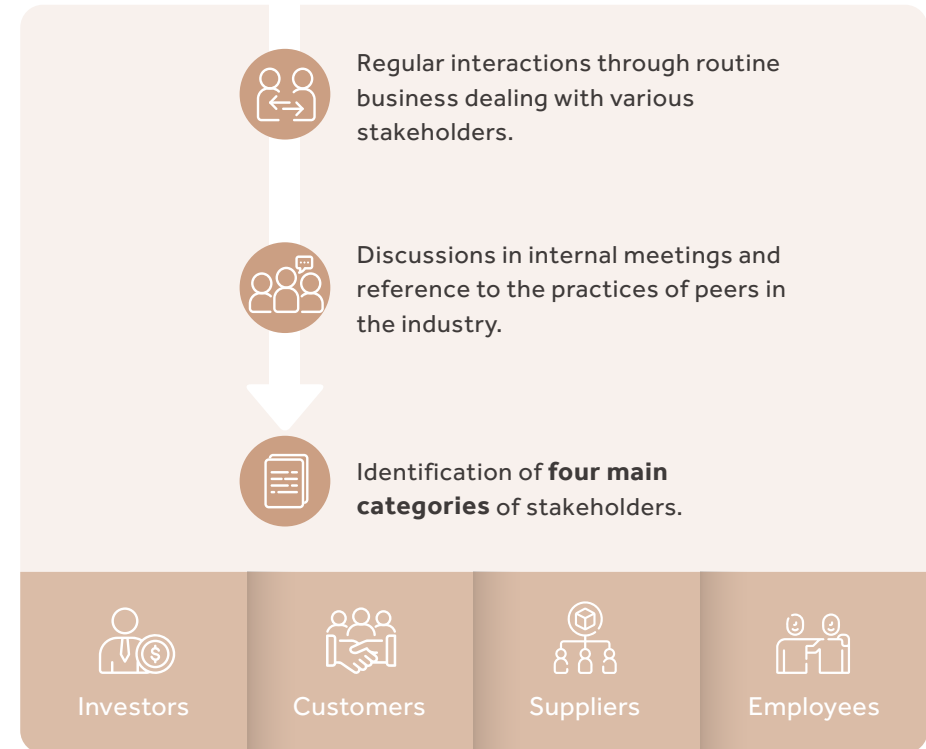 Regular interactions through routine
business dealing with various
stakeholders.
Discussions in internal meetings and
reference to the practices of peers in
the industry.
Identification of four main
categories of stakeholders.
Investors
Customers
Suppliers
Employees